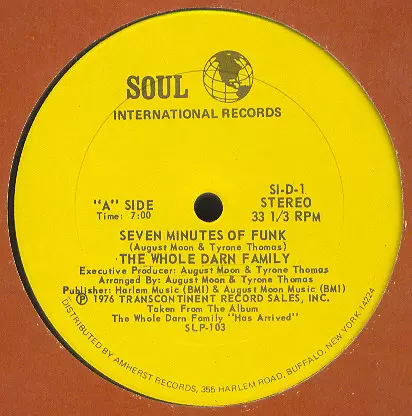 SOUL
INTERNATIONAL RECORDS
"A" SIDE
Time: 7:00
SI-D-1
STEREO
33 1/3 RPM
SEVEN MINUTES OF FUNK
(August Moon & Tyrone Thomas)
THE WHOLE DARN FAMILY
Executive Producer: August Moon & Tyrone Thomas
Arranged By: August Moon & Tyrone Thomas
Publisher: Harlem Music (BMI) & August Moon Music (BMI)
Ⓟ 1976 TRANSCONTINENT RECORD SALES, INC.
Taken From The Album
The Whole Darn Family "Has Arrived"
SLP-103
DISTRIBUTED BY AMHERST RECORDS, 355 HARLEM ROAD, BUFFALO, NEW YORK 14224